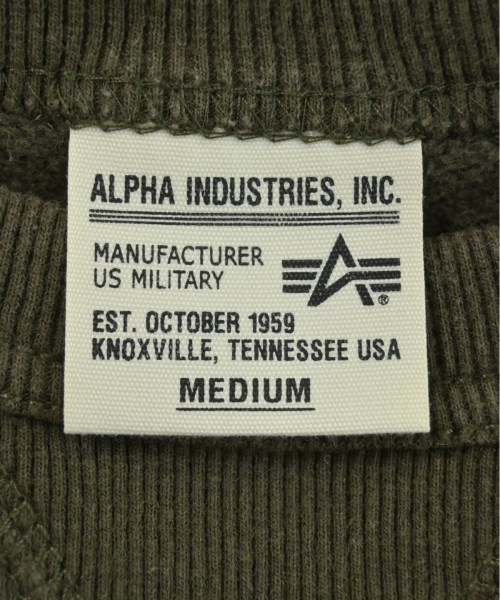 ALPHA INDUSTRIES, INC.
MANUFACTURER
US MILITARY
®
EST. OCTOBER 1959
KNOXVILLE, TENNESSEE USA
MEDIUM